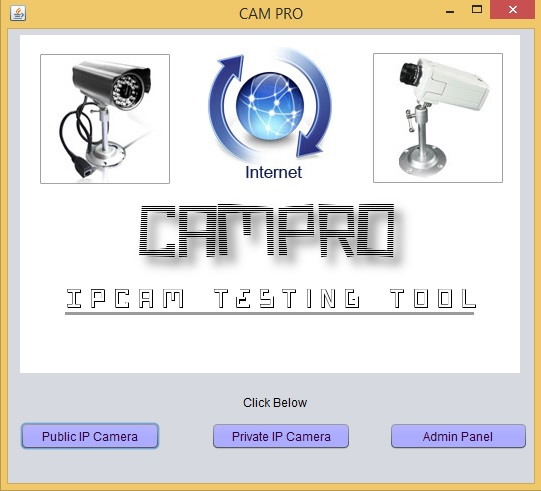 CAM PRO
Internet
CAMPRO
IPCAM TESTING TOOL
Click Below
Public IP Camera
Private IP Camera
Admin Panel